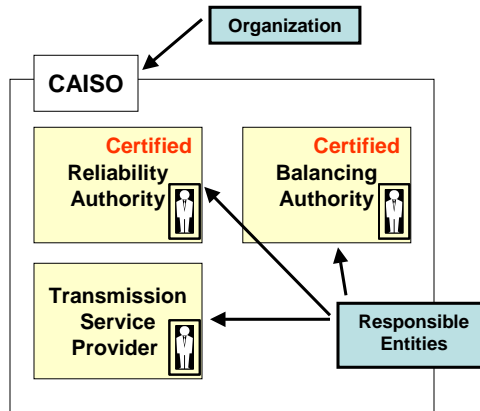 Organization
CAISO
Certified
Reliability
Authority
Certified
Balancing
Authority
Transmission
Service
Provider
Responsible
Entities